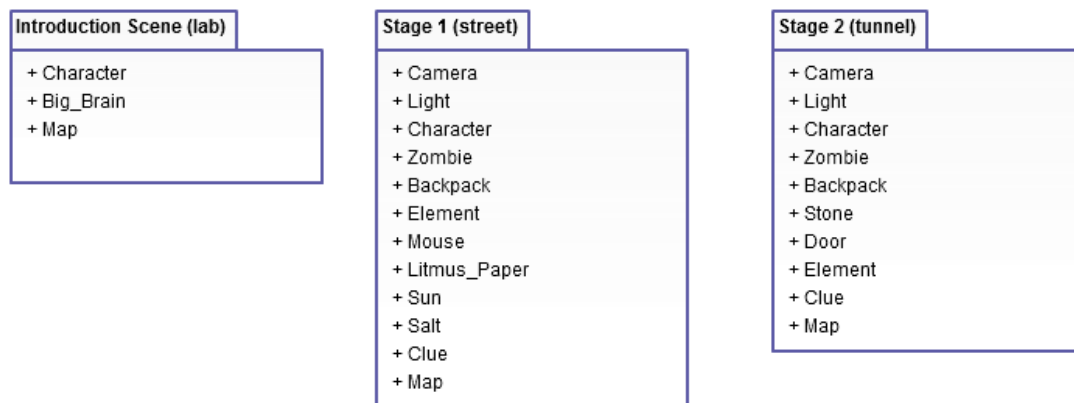 Introduction Scene (lab)
+ Character
+ Big_Brain
+ Map
Stage 1 (street)
+ Camera
+ Light
+ Character
+ Zombie
+ Backpack
+ Element
+ Mouse
+ Litmus_Paper
+ Sun
+ Salt
+ Clue
+ Map
Stage 2 (tunnel)
+ Camera
+ Light
+ Character
+ Zombie
+ Backpack
+ Stone
+ Door
+ Element
+ Clue
+ Map